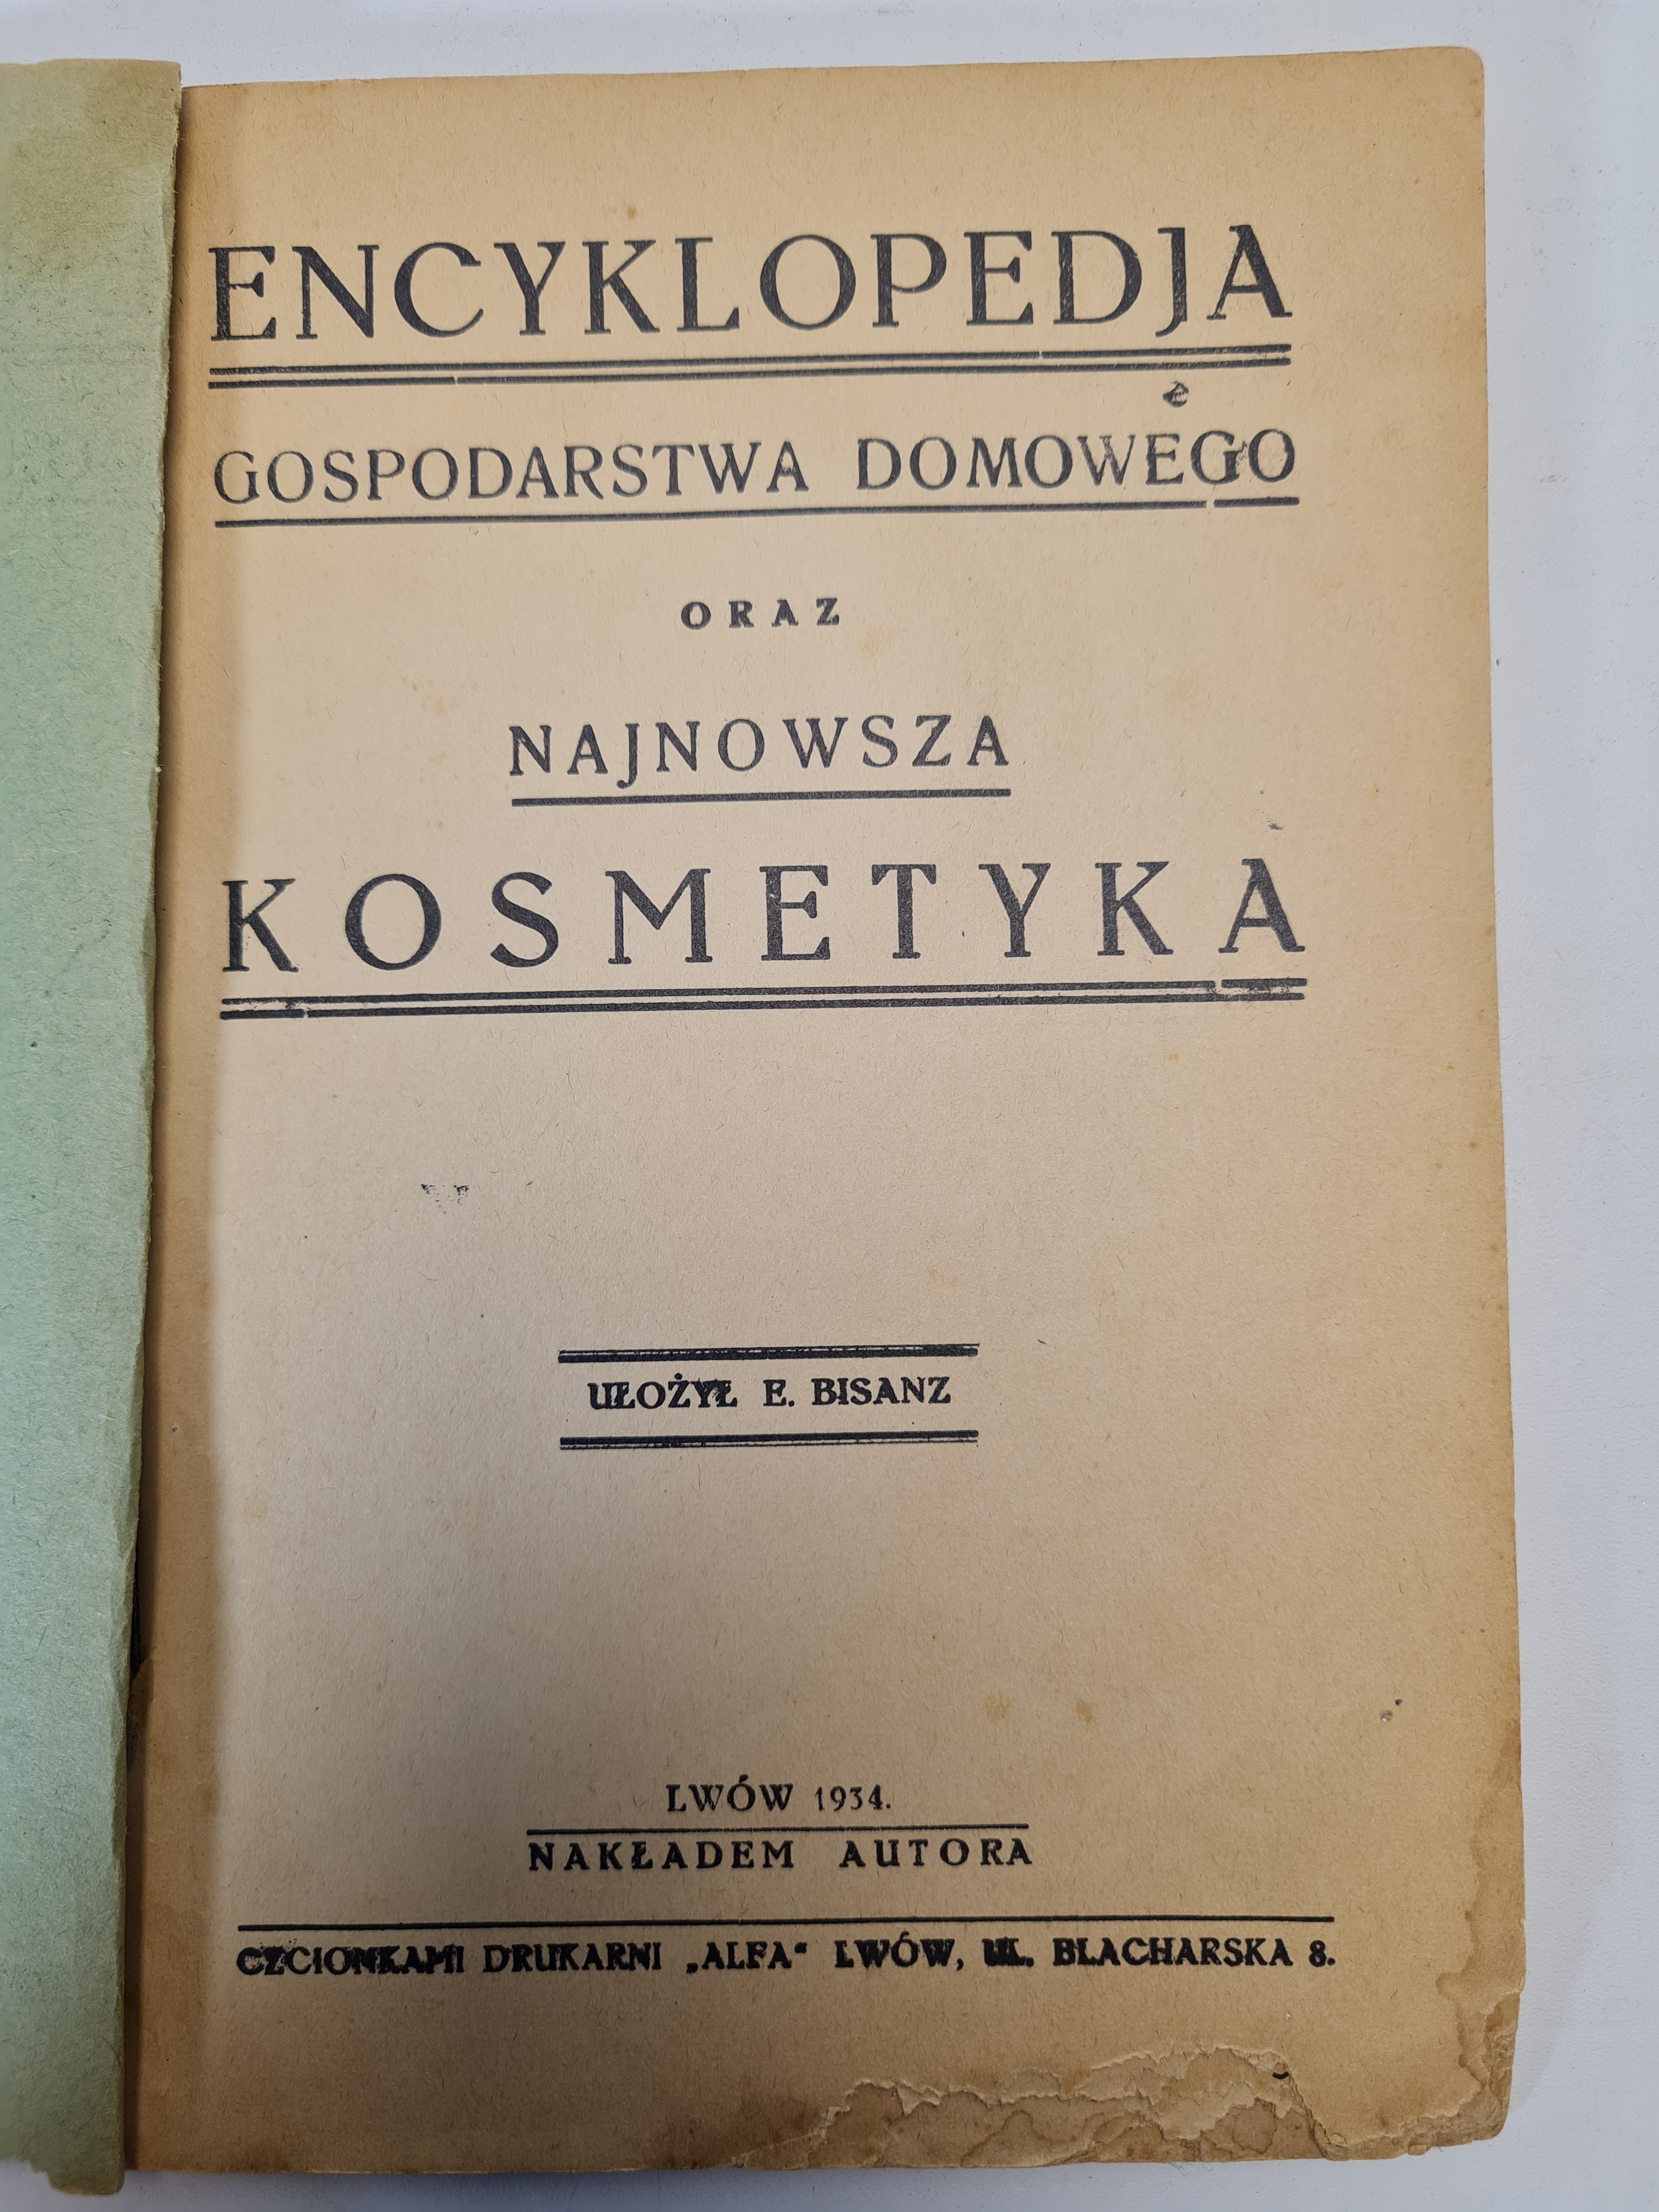 ENCYKLOPEDJA
GOSPODARSTWA DOMOWEGO
ORAZ
NAJNOWSZA
KOSMETYKA
UŁOŻYŁ E. BISANZ
LWÓW 1934.
NAKŁADEM AUTORA
CZCIONKAMI DRUKARNI „ALFA“ LWÓW, UL. BLACHARSKA 8.